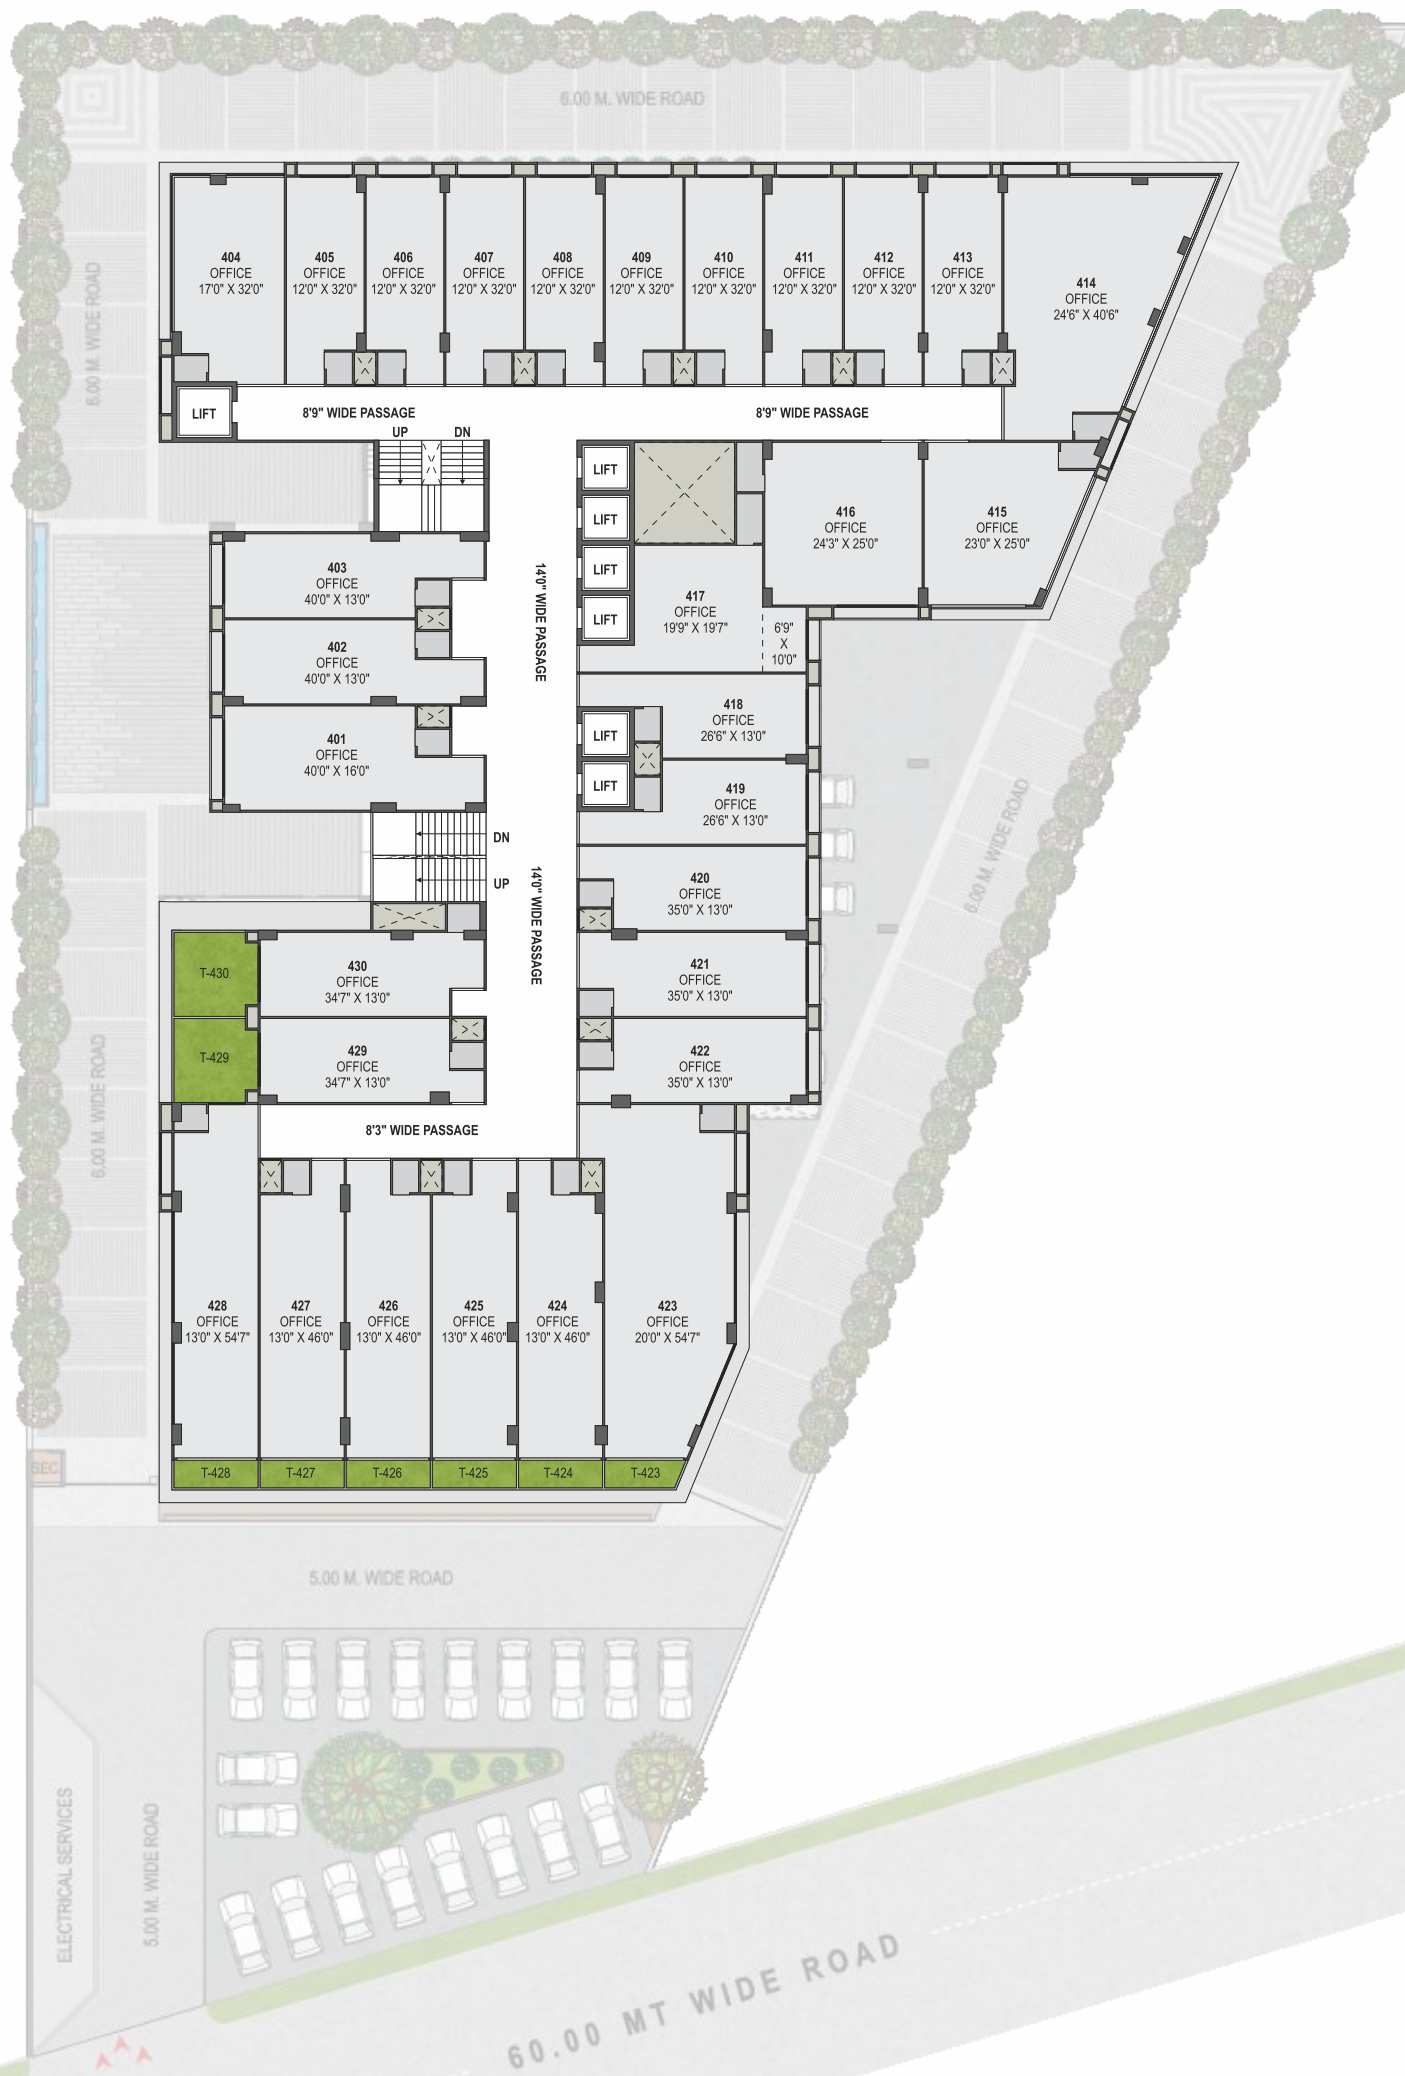 6.00 M. WIDE ROAD
404
OFFICE
17'0" X 32'0"
405
OFFICE
12'0" X 32'0"
406
OFFICE
12'0" X 32'0"
407
OFFICE
12'0" X 32'0"
408
OFFICE
12'0" X 32'0"
409
OFFICE
12'0" X 32'0"
410
OFFICE
12'0" X 32'0"
411
OFFICE
12'0" X 32'0"
412
OFFICE
12'0" X 32'0"
413
OFFICE
12'0" X 32'0"
414
OFFICE
24'6" X 40'6"
6.00 M. WIDE ROAD
LIFT
8'9" WIDE PASSAGE
8'9" WIDE PASSAGE
UP
DN
LIFT
LIFT
LIFT
LIFT
416
OFFICE
24'3" X 25'0"
415
OFFICE
23'0" X 25'0"
403
OFFICE
40'0" X 13'0"
14'0" WIDE PASSAGE
417
OFFICE
19'9" X 19'7"
6'9"
X
10'0"
402
OFFICE
40'0" X 13'0"
401
OFFICE
40'0" X 16'0"
418
OFFICE
26'6" X 13'0"
LIFT
LIFT
419
OFFICE
26'6" X 13'0"
6.00 M. WIDE ROAD
DN
UP
14'0" WIDE PASSAGE
420
OFFICE
35'0" X 13'0"
T-430
430
OFFICE
34'7" X 13'0"
421
OFFICE
35'0" X 13'0"
T-429
429
OFFICE
34'7" X 13'0"
422
OFFICE
35'0" X 13'0"
6.00 M. WIDE ROAD
8'3" WIDE PASSAGE
428
OFFICE
13'0" X 54'7"
427
OFFICE
13'0" X 46'0"
426
OFFICE
13'0" X 46'0"
425
OFFICE
13'0" X 46'0"
424
OFFICE
13'0" X 46'0"
423
OFFICE
20'0" X 54'7"
SEC
T-428
T-427
T-426
T-425
T-424
T-423
5.00 M. WIDE ROAD
ELECTRICAL SERVICES
5.00 M. WIDE ROAD
60.00 MT WIDE ROAD